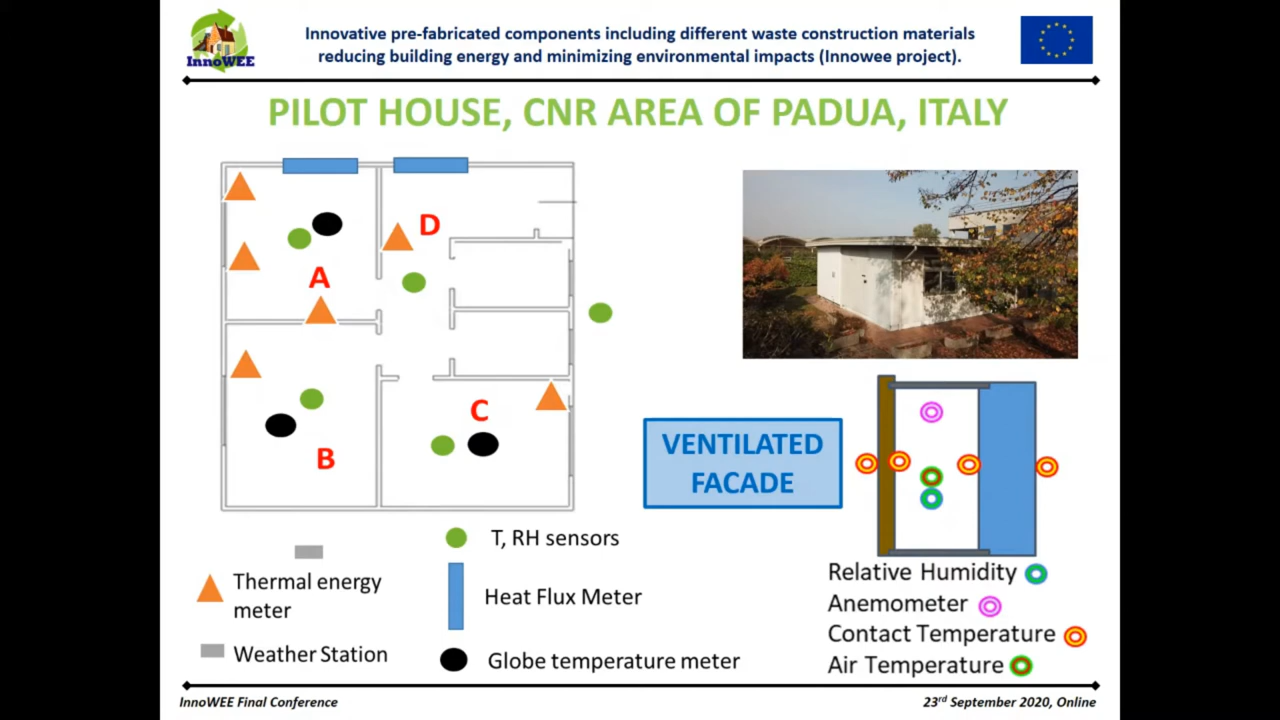 InnoWEE
Innovative pre-fabricated components including different waste construction materials
reducing building energy and minimizing environmental impacts (Innowee project).
PILOT HOUSE, CNR AREA OF PADUA, ITALY
D
A
C
B
VENTILATED
FACADE
T, RH sensors
Thermal energy
meter
Heat Flux Meter
Weather Station
Globe temperature meter
Relative Humidity
Anemometer
Contact Temperature
Air Temperature
InnoWEE Final Conference
23rd September 2020, Online